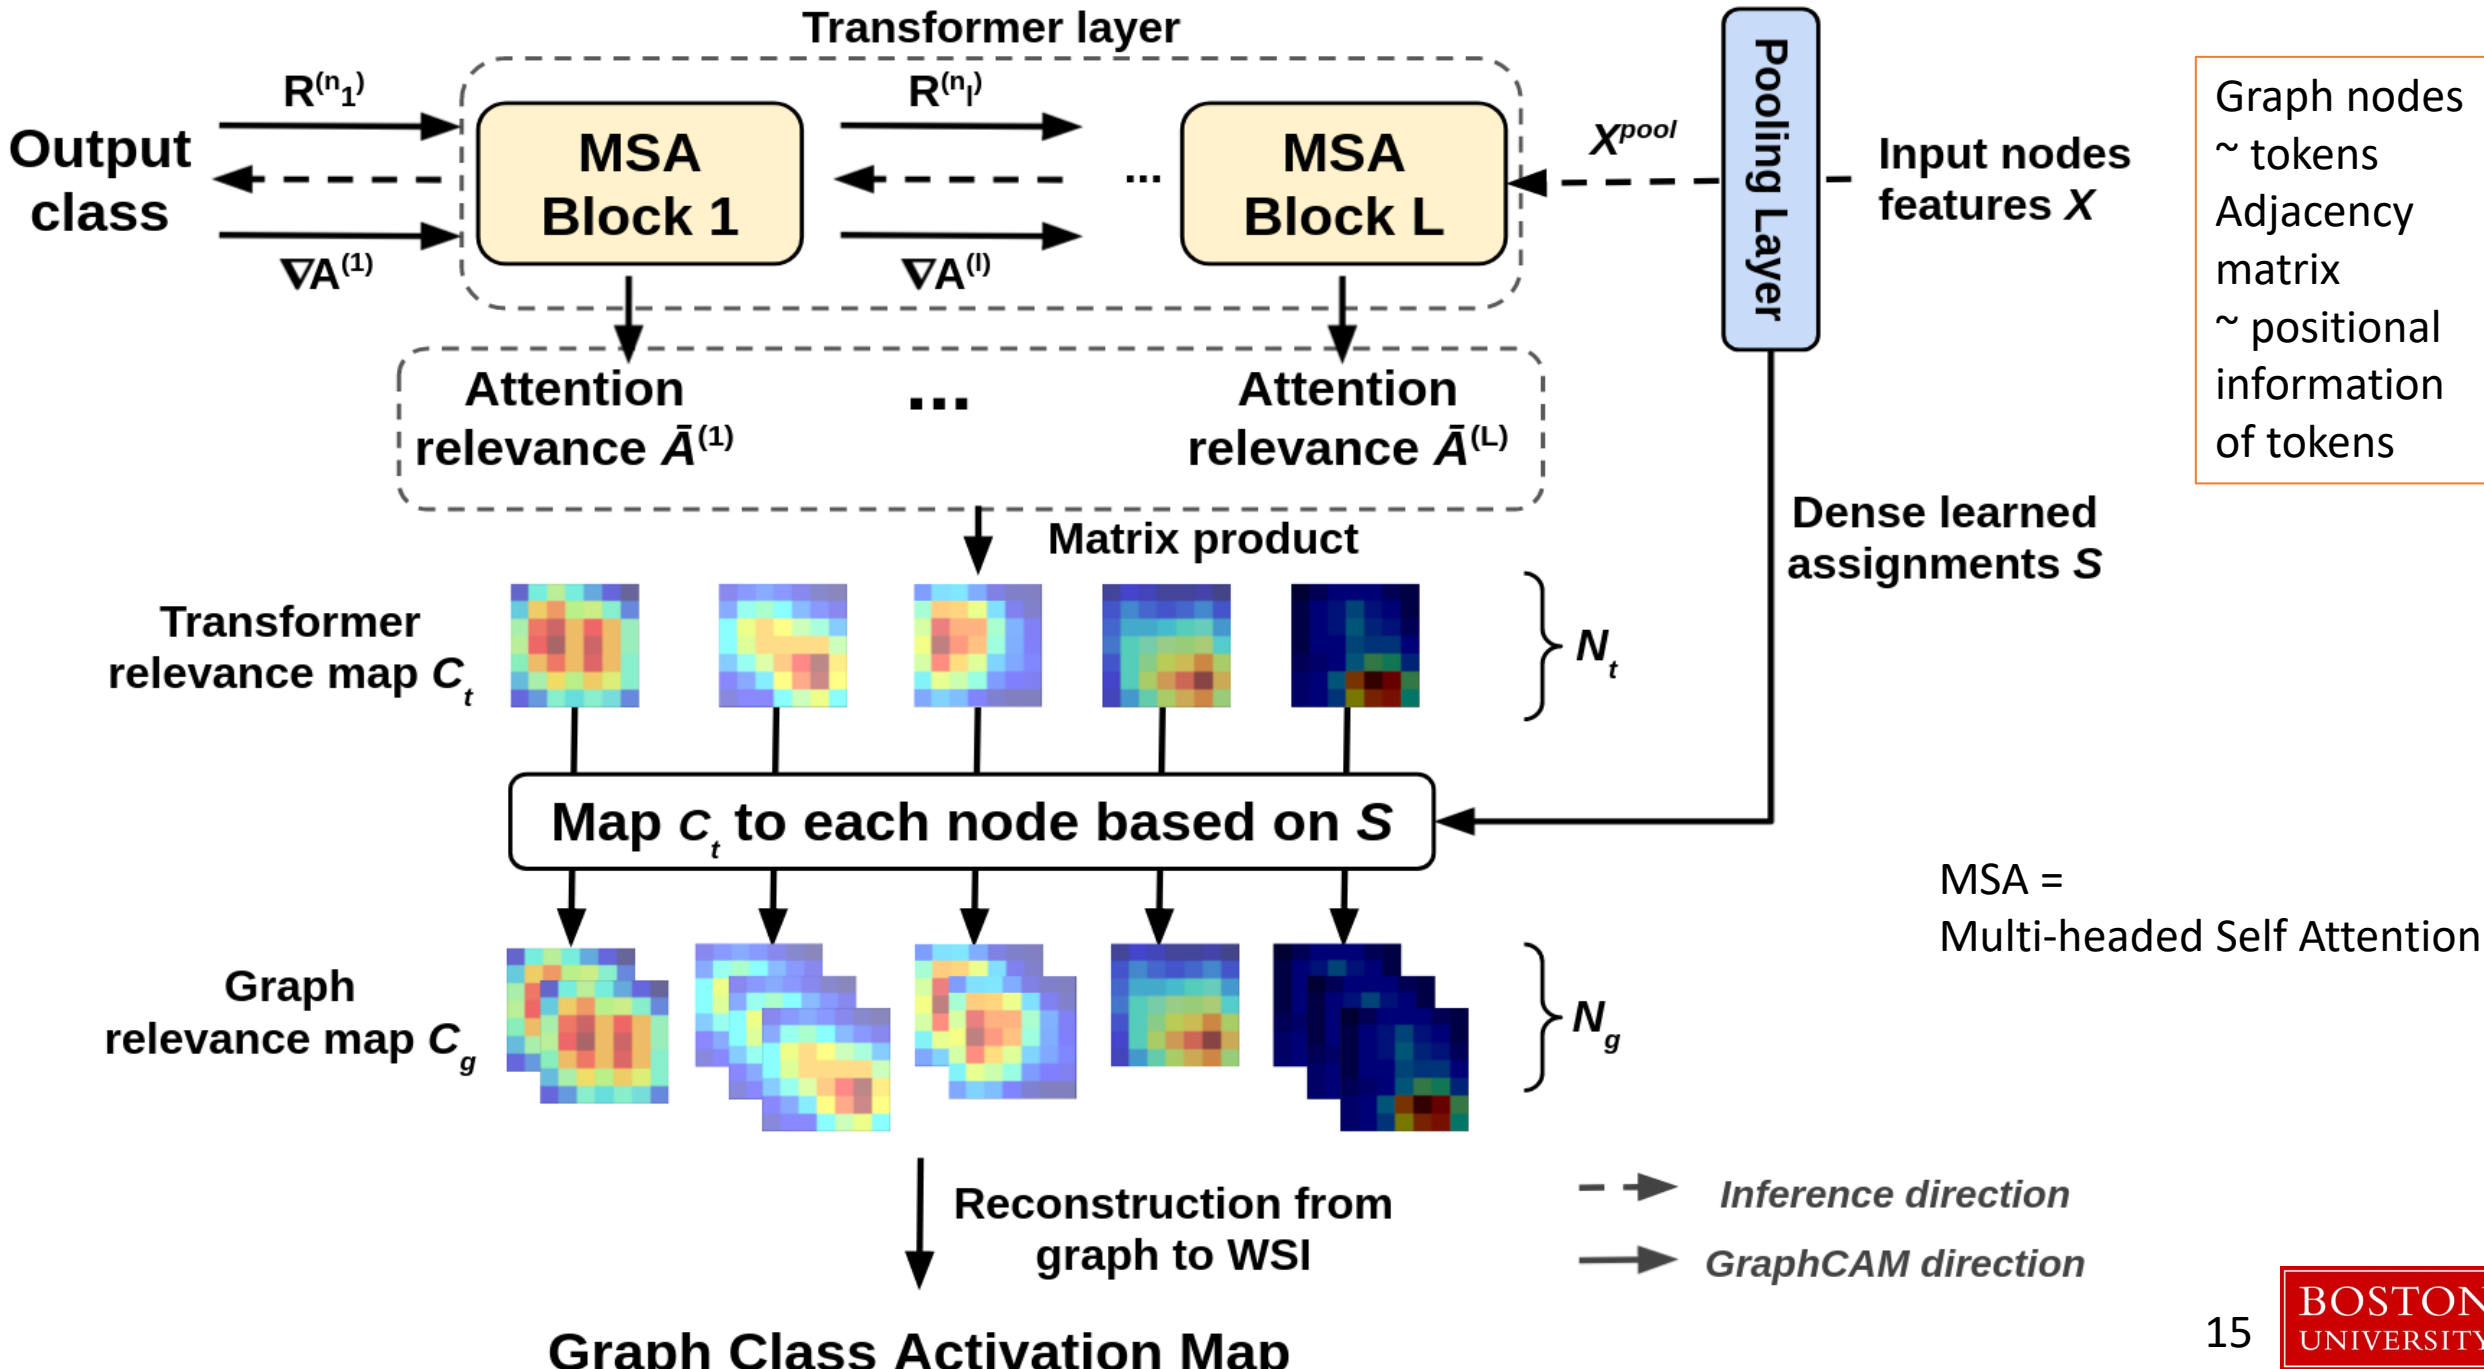 Transformer layer
R(n1)
R(nl)
Output
class
MSA
Block 1
...
MSA
Block L
Xpool
Pooling Layer
Input nodes
features X
∇A(1)
∇A(l)
Graph nodes
~ tokens
Adjacency
matrix
~ positional
information
of tokens
Attention
relevance Ā(1)
...
Attention
relevance Ā(L)
Matrix product
Dense learned
assignments S
Transformer
relevance map Ct
Nt
Map Ct to each node based on S
MSA =
Multi-headed Self Attention
Graph
relevance map Cg
Ng
Reconstruction from
graph to WSI
Inference direction
GraphCAM direction
Graph Class Activation Map
15
BOSTON
UNIVERSITY